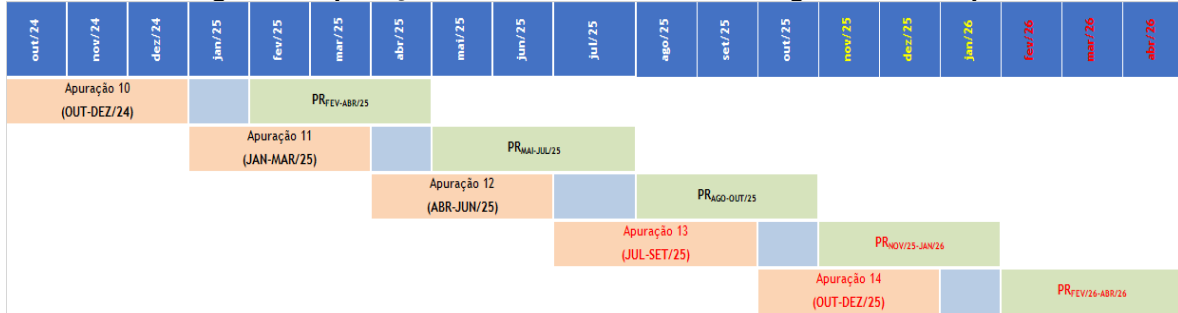 out/24 nov/24 dez/24 jan/25 fev/25 mar/25 abr/25 mai/25 jun/25 jul/25 ago/25 set/25 out/25 nov/25 dez/25 jan/26 fev/26 mar/26 abr/26
Apuração 10
(OUT-DEZ/24)
PRFEV-ABR/25
Apuração 11
(JAN-MAR/25)
PRMAI-JUL/25
Apuração 12
(ABR-JUN/25)
PRAGO-OUT/25
Apuração 13
(JUL-SET/25)
PRNOV/25-JAN/26
Apuração 14
(OUT-DEZ/25)
PRFEV/26-ABR/26